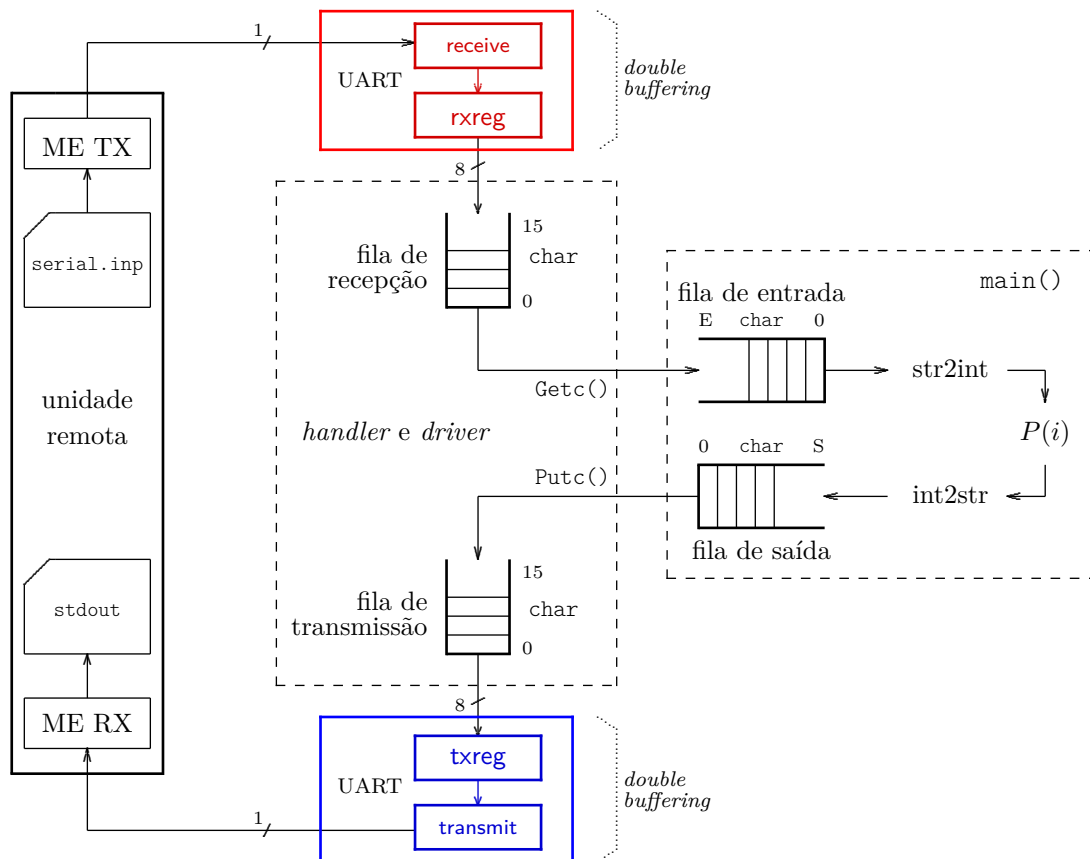 1
receive
UART
double
buffering
rxreg
ME TX
8
15
fila de
recepção
char
0
serial.inp
main()
fila de entrada
E char 0
str2int
Getc()
unidade
remota
handler e driver
P(i)
0 char S
Putc()
int2str
fila de saída
15
fila de
transmissão
char
0
stdout
ME RX
8
txreg
UART
double
buffering
1
transmit